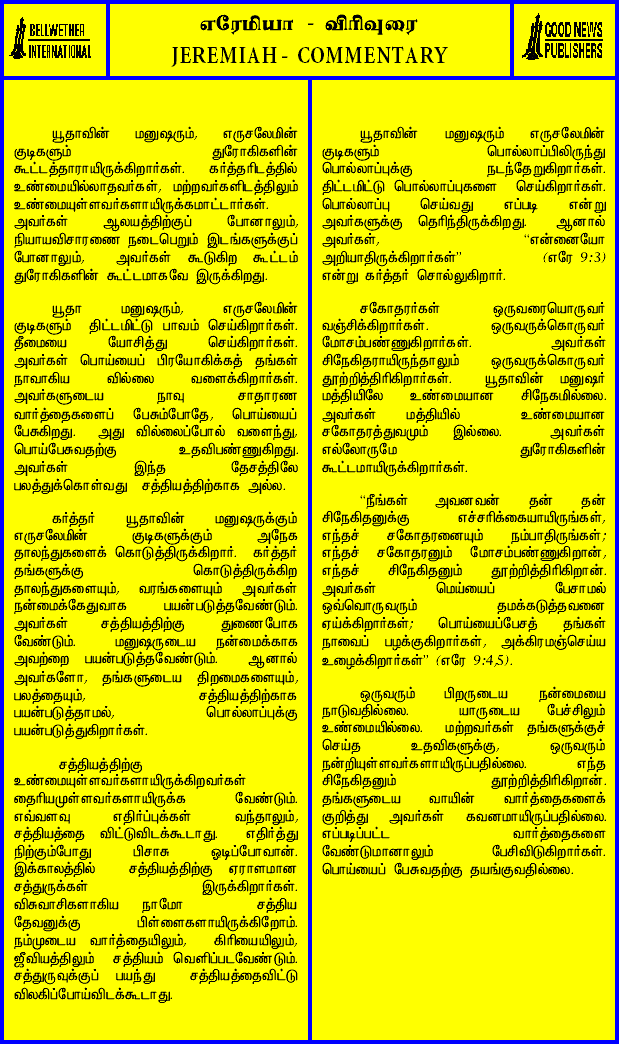 BELLWETHER
INTERNATIONAL
எரேமியா - விரிவுரை
JEREMIAH - COMMENTARY
GOOD NEWS
PUBLISHERS
யூதாவின் மனுஷரும், எருசலேமின்
குடிகளும் துரோகிகளின்
கூட்டத்தாராயிருக்கிறார்கள். கர்த்தரிடத்தில்
உண்மையில்லாதவர்கள், மற்றவர்களிடத்திலும்
உண்மையுள்ளவர்களாயிருக்கமாட்டார்கள்.
அவர்கள் ஆலயத்திற்குப் போனாலும்,
நியாயவிசாரணை நடைபெறும் இடங்களுக்குப்
போனாலும், அவர்கள் கூடுகிற கூட்டம்
துரோகிகளின் கூட்டமாகவே இருக்கிறது.
யூதா மனுஷரும், எருசலேமின்
குடிகளும் திட்டமிட்டு பாவம் செய்கிறார்கள்.
தீமையை யோசித்து செய்கிறார்கள்.
அவர்கள் பொய்யைப் பிரயோகிக்கத் தங்கள்
நாவாகிய வில்லை வளைக்கிறார்கள்.
அவர்களுடைய நாவு சாதாரண
வார்த்தைகளைப் பேசும்போதே, பொய்யைப்
பேசுகிறது. அது வில்லைப்போல் வளைந்து,
பொய்பேசுவதற்கு உதவிபண்ணுகிறது.
அவர்கள் இந்த தேசத்திலே
பலத்துக்கொள்வது சத்தியத்திற்காக அல்ல.
கர்த்தர் யூதாவின் மனுஷருக்கும்
எருசலேமின் குடிகளுக்கும் அநேக
தாலந்துகளைக் கொடுத்திருக்கிறார். கர்த்தர்
தங்களுக்கு கொடுத்திருக்கிற
தாலந்துகளையும், வரங்களையும் அவர்கள்
நன்மைக்கேதுவாக பயன்படுத்தவேண்டும்.
அவர்கள் சத்தியத்திற்கு துணைபோக
வேண்டும். மனுஷருடைய நன்மைக்காக
அவற்றை பயன்படுத்தவேண்டும். ஆனால்
அவர்களோ, தங்களுடைய திறமைகளையும்,
பலத்தையும், சத்தியத்திற்காக
பயன்படுத்தாமல், பொல்லாப்புக்கு
பயன்படுத்துகிறார்கள்.
சத்தியத்திற்கு
உண்மையுள்ளவர்களாயிருக்கிறவர்கள்
தைரியமுள்ளவர்களாயிருக்க வேண்டும்.
எவ்வளவு எதிர்ப்புக்கள் வந்தாலும்,
சத்தியத்தை விட்டுவிடக்கூடாது. எதிர்த்து
நிற்கும்போது பிசாசு ஓடிப்போவான்.
இக்காலத்தில் சத்தியத்திற்கு ஏராளமான
சத்துருக்கள் இருக்கிறார்கள்.
விசுவாசிகளாகிய நாமோ சத்திய
தேவனுக்கு பிள்ளைகளாயிருக்கிறோம்.
நம்முடைய வார்த்தையிலும், கிரியையிலும்,
ஜீவியத்திலும் சத்தியம் வெளிப்படவேண்டும்.
சத்துருவுக்குப் பயந்து சத்தியத்தைவிட்டு
விலகிப்போய்விடக்கூடாது.
யூதாவின் மனுஷரும் எருசலேமின்
குடிகளும் பொல்லாப்பிலிருந்து
பொல்லாப்புக்கு நடந்தேறுகிறார்கள்.
திட்டமிட்டு பொல்லாப்புகளை செய்கிறார்கள்.
பொல்லாப்பு செய்வது எப்படி என்று
அவர்களுக்கு தெரிந்திருக்கிறது. ஆனால்
அவர்கள், “என்னையோ
அறியாதிருக்கிறார்கள்” (எரே 9:3)
என்று கர்த்தர் சொல்லுகிறார்.
சகோதரர்கள் ஒருவரையொருவர்
வஞ்சிக்கிறார்கள். ஒருவருக்கொருவர்
மோசம்பண்ணுகிறார்கள். அவர்கள்
சிநேகிதராயிருந்தாலும் ஒருவருக்கொருவர்
தூற்றித்திரிகிறார்கள். யூதாவின் மனுஷர்
மத்தியிலே உண்மையான சிநேகமில்லை.
அவர்கள் மத்தியில் உண்மையான
சகோதரத்துவமும் இல்லை. அவர்கள்
எல்லோருமே துரோகிகளின்
கூட்டமாயிருக்கிறார்கள்.
“நீங்கள் அவனவன் தன் தன்
சிநேகிதனுக்கு எச்சரிக்கையாயிருங்கள்,
எந்தச் சகோதரனையும் நம்பாதிருங்கள்;
எந்தச் சகோதரனும் மோசம்பண்ணுகிறான்,
எந்தச் சிநேகிதனும் தூற்றித்திரிகிறான்.
அவர்கள் மெய்யைப் பேசாமல்
ஒவ்வொருவரும் தமக்கடுத்தவனை
ஏய்க்கிறார்கள்; பொய்யைப்பேசத் தங்கள்
நாவைப் பழக்குகிறார்கள், அக்கிரமஞ்செய்ய
உழைக்கிறார்கள்” (எரே 9:4,5).
ஒருவரும் பிறருடைய நன்மையை
நாடுவதில்லை. யாருடைய பேச்சிலும்
உண்மையில்லை. மற்றவர்கள் தங்களுக்குச்
செய்த உதவிகளுக்கு, ஒருவரும்
நன்றியுள்ளவர்களாயிருப்பதில்லை. எந்த
சிநேகிதனும் தூற்றித்திரிகிறான்.
தங்களுடைய வாயின் வார்த்தைகளைக்
குறித்து அவர்கள் கவனமாயிருப்பதில்லை.
எப்படிப்பட்ட வார்த்தைகளை
வேண்டுமானாலும் பேசிவிடுகிறார்கள்.
பொய்யைப் பேசுவதற்கு தயங்குவதில்லை.